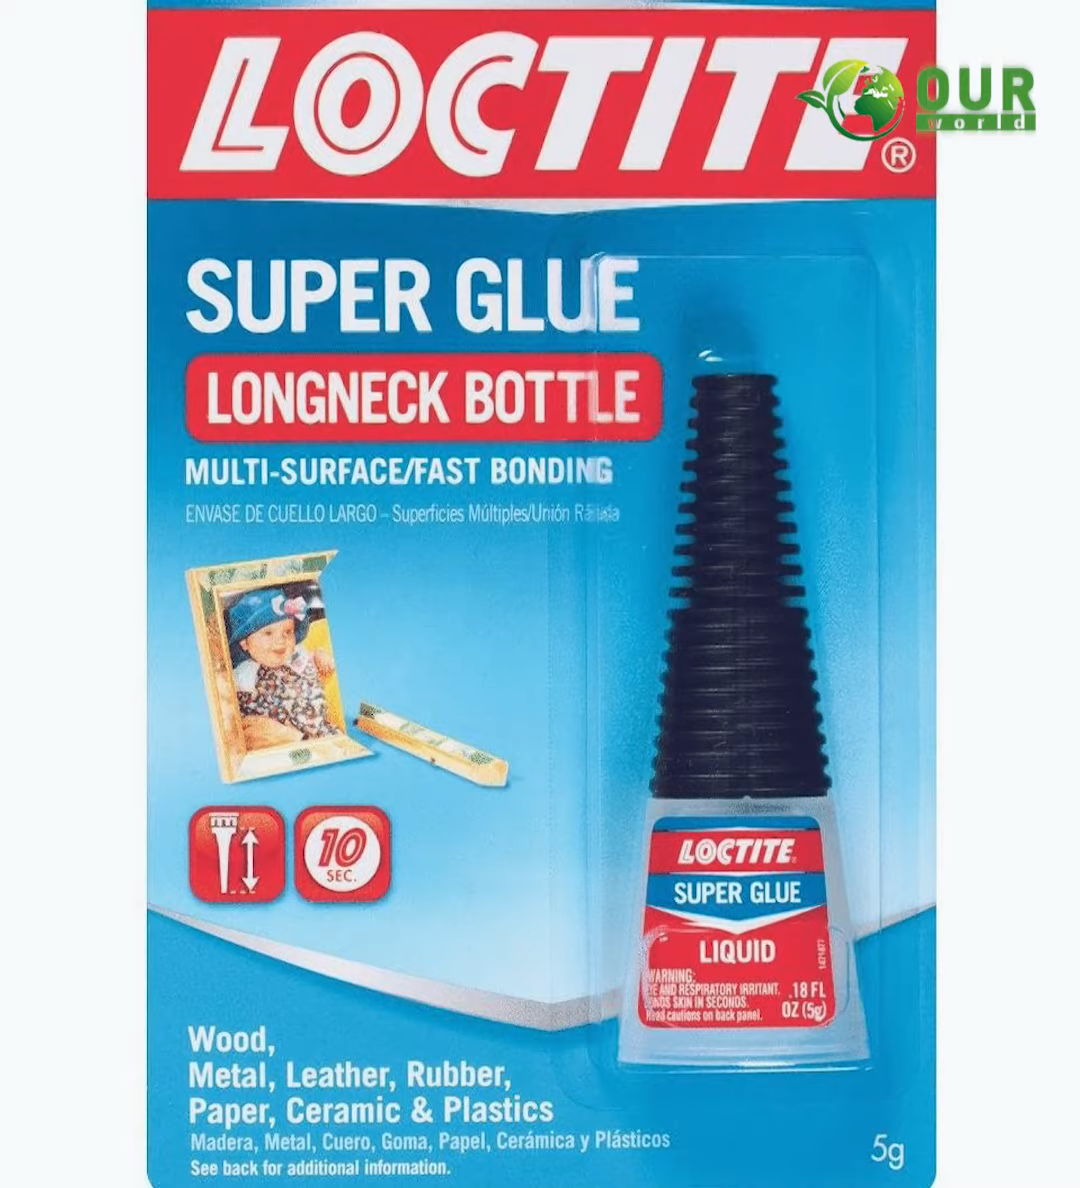 LOCTITE®
OUR
world
SUPER GLUE
LONGNECK BOTTLE
MULTI-SURFACE/FAST BONDING
ENVASE DE CUELLO LARGO – Superficies Múltiples/Unión Rápida
10
SEC.
LOCTITE
SUPER GLUE
LIQUID
WARNING:
EYE AND RESPIRATORY IRRITANT.
BONDS SKIN IN SECONDS.
Read cautions on back panel.
.18 FL
OZ (5g)
Wood,
Metal, Leather, Rubber,
Paper, Ceramic & Plastics
Madera, Metal, Cuero, Goma, Papel, Cerámica y Plásticos
See back for additional information.
5g